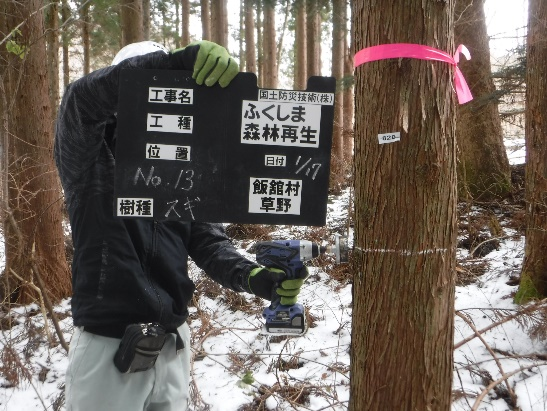 工事名
国土防災技術(株)
ふくしま
森林再生
工種
位置
日付 1/17
No.13
飯舘村
草野
樹種 スギ